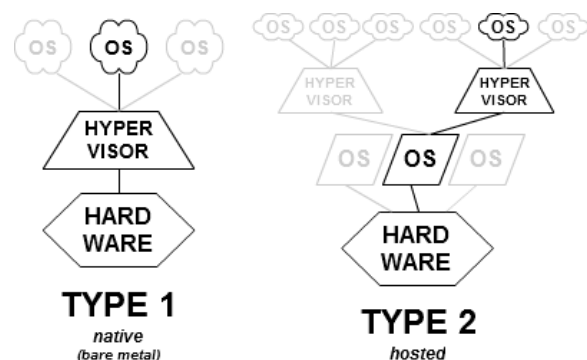 OS OS OS
HYPER
VISOR
HARD
WARE
TYPE 1
native
(bare metal)
OS OS OS OS OS OS
HYPER
VISOR
HYPER
VISOR
OS OS OS
HARD
WARE
TYPE 2
hosted